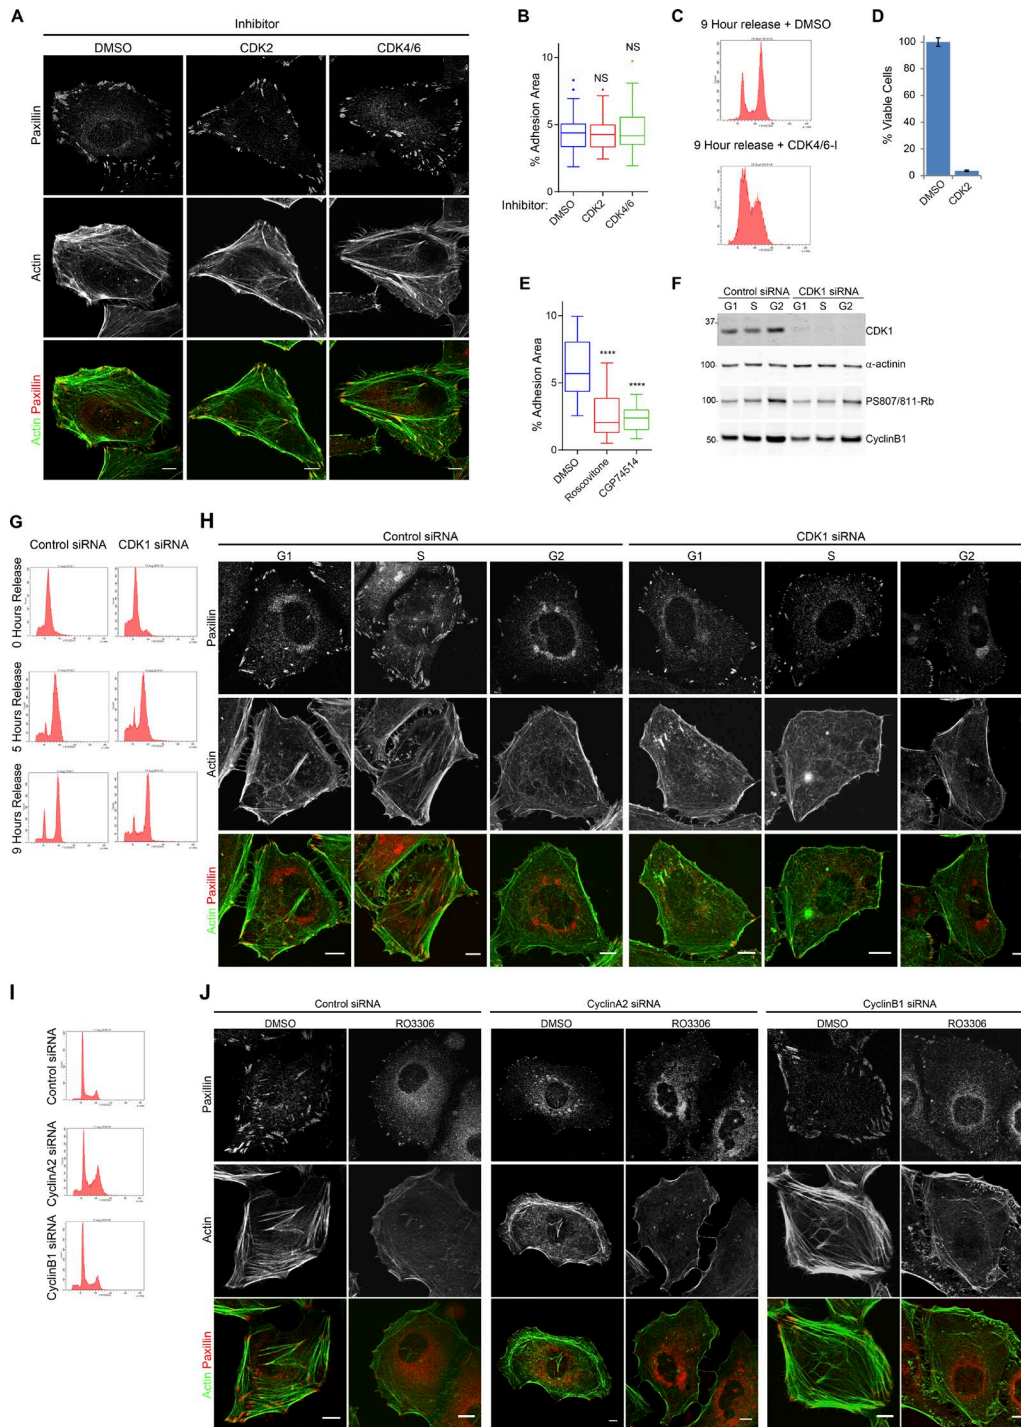 A
Inhibitor
DMSO CDK2 CDK4/6
Paxillin
Actin
Actin Paxillin
B
% Adhesion Area
10
5
0
NS
NS
Inhibitor:
DMSO
CDK2
CDK4/6
C
9 Hour release + DMSO
9 Hour release + CDK4/6-I
D
% Viable Cells
100
80
60
40
20
0
DMSO
CDK2
E
% Adhesion Area
10
5
0
****
****
DMSO
Roscovitone
CGP74514
F
Control siRNA CDK1 siRNA
G1 S G2 G1 S G2
37
CDK1
100
α-actinin
100
PS807/811-Rb
50
CyclinB1
G
Control siRNA CDK1 siRNA
0 Hours Release
5 Hours Release
9 Hours Release
H
Control siRNA CDK1 siRNA
G1 S G2 G1 S G2
Paxillin
Actin
Actin Paxillin
I
Control siRNA
CyclinA2 siRNA
CyclinB1 siRNA
J
Control siRNA CyclinA2 siRNA CyclinB1 siRNA
DMSO RO3306 DMSO RO3306 DMSO RO3306
Paxillin
Actin
Actin Paxillin